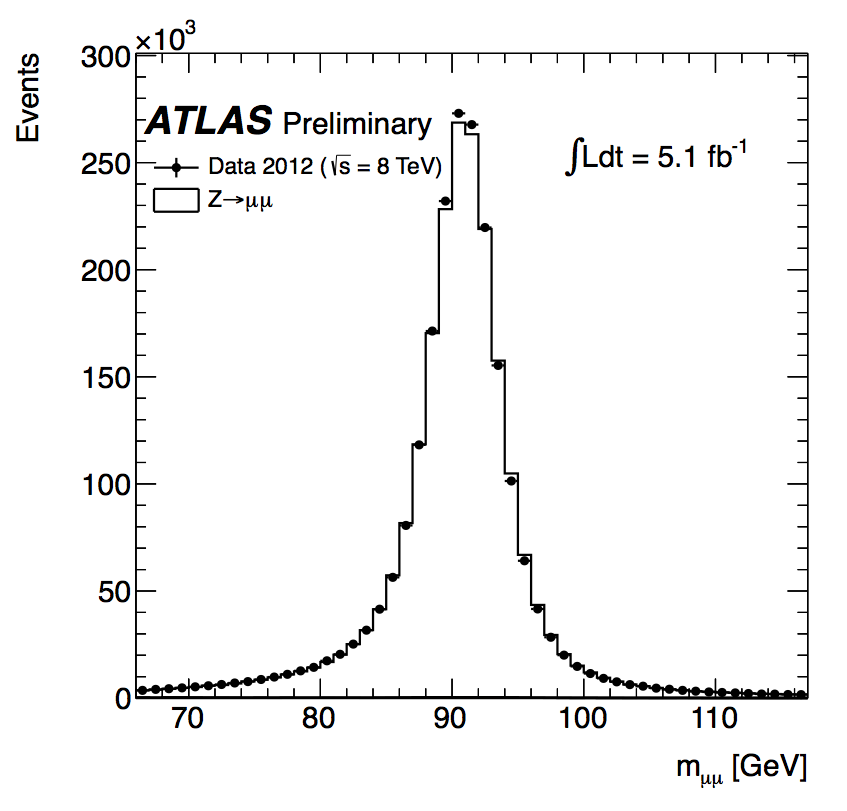 ×10³
Events
300
250
200
150
100
50
0
ATLAS Preliminary
∫Ldt = 5.1 fb⁻¹
Data 2012 (√s = 8 TeV)
Z→μμ
70 80 90 100 110
m_μμ [GeV]